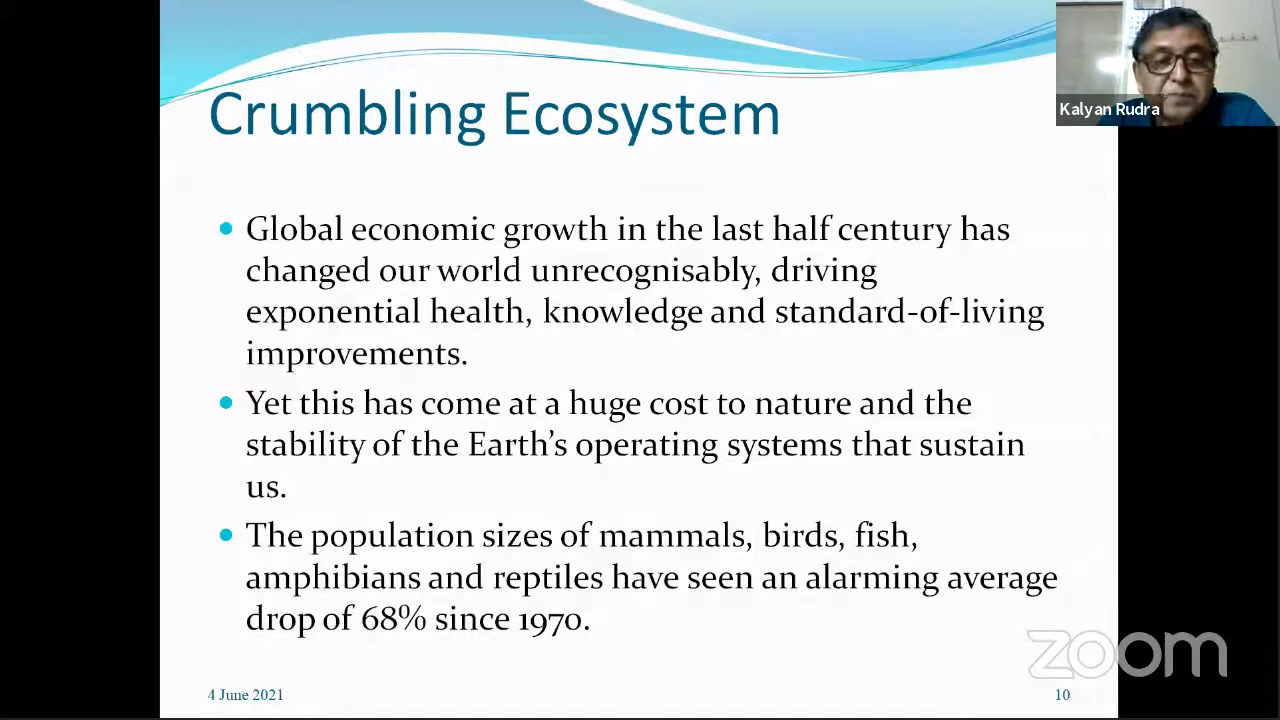 Crumbling Ecosystem
Kalyan Rudra
• Global economic growth in the last half century has
changed our world unrecognisably, driving
exponential health, knowledge and standard-of-living
improvements.
• Yet this has come at a huge cost to nature and the
stability of the Earth’s operating systems that sustain
us.
• The population sizes of mammals, birds, fish,
amphibians and reptiles have seen an alarming average
drop of 68% since 1970.
zoom
4 June 2021
10